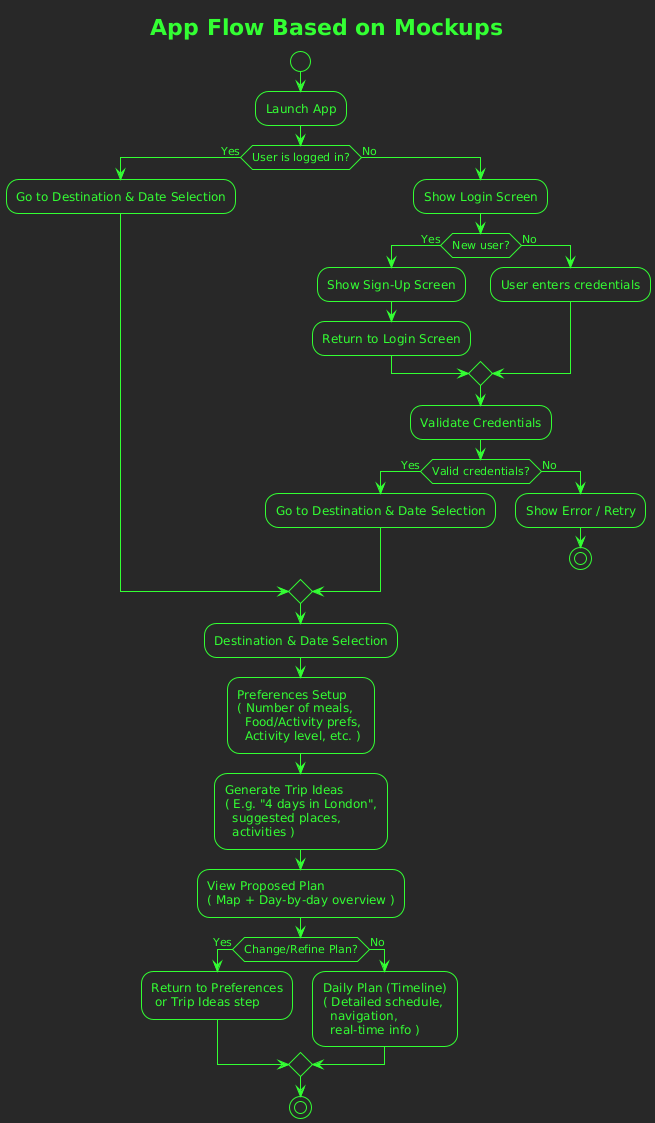 App Flow Based on Mockups
Launch App
User is logged in?
Yes
No
Go to Destination & Date Selection
Show Login Screen
New user?
Yes
No
Show Sign-Up Screen
User enters credentials
Return to Login Screen
Validate Credentials
Valid credentials?
Yes
No
Go to Destination & Date Selection
Show Error / Retry
Destination & Date Selection
Preferences Setup
( Number of meals,
Food/Activity prefs,
Activity level, etc. )
Generate Trip Ideas
( E.g. "4 days in London",
suggested places,
activities )
View Proposed Plan
( Map + Day-by-day overview )
Change/Refine Plan?
Yes
No
Return to Preferences
or Trip Ideas step
Daily Plan (Timeline)
( Detailed schedule,
navigation,
real-time info )